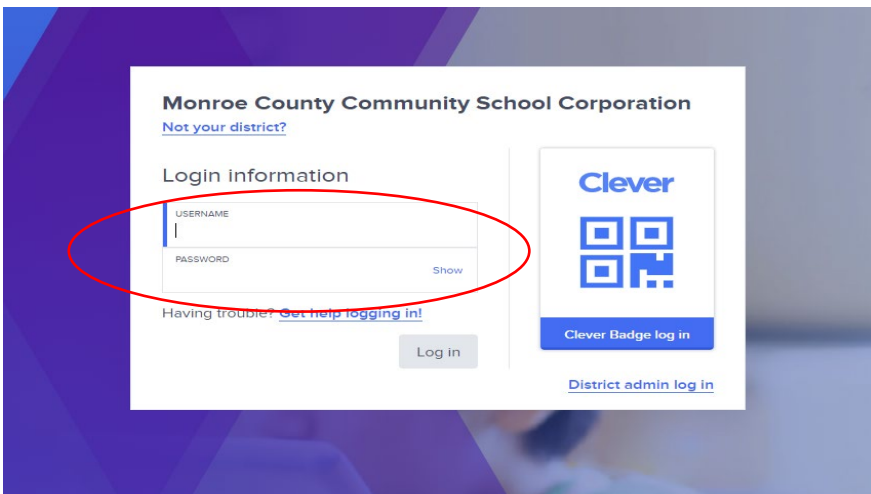 Monroe County Community School Corporation
Not your district?
Login information
USERNAME
PASSWORD
Show
Having trouble? Get help logging in!
Log in
Clever
Clever Badge log in
District admin log in